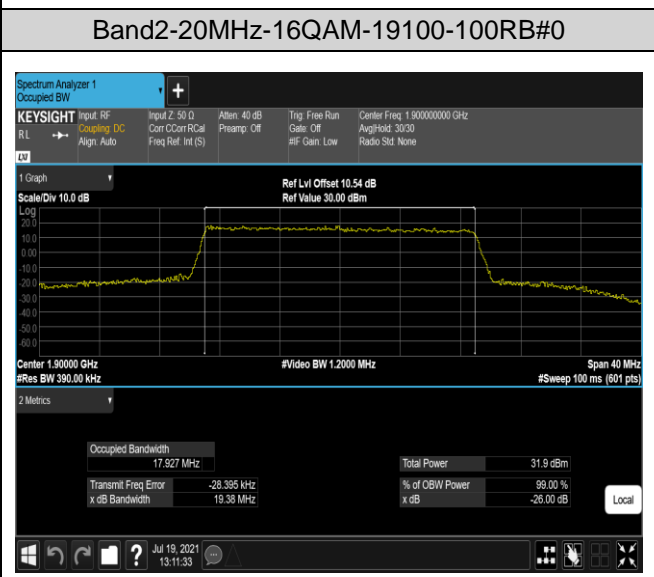 Band2-20MHz-16QAM-19100-100RB#0
Spectrum Analyzer 1
Occupied BW
KEYSIGHT
RL
LW
Input: RF
Coupling: DC
Align: Auto
Input Z: 50 Ω
Corr CCorr RCal
Freq Ref: Int (S)
Atten: 40 dB
Preamp: Off
Trig: Free Run
Gate: Off
#IF Gain: Low
Center Freq: 1.900000000 GHz
Avg|Hold: 30/30
Radio Std: None
1 Graph
Scale/Div 10.0 dB
Ref Lvl Offset 10.54 dB
Ref Value 30.00 dBm
Log
20.0
10.0
0.00
-10.0
-20.0
-30.0
-40.0
-50.0
-60.0
Center 1.90000 GHz
#Res BW 390.00 kHz
#Video BW 1.2000 MHz
Span 40 MHz
#Sweep 100 ms (601 pts)
2 Metrics
Occupied Bandwidth
17.927 MHz
Transmit Freq Error -28.395 kHz
x dB Bandwidth 19.38 MHz
Total Power 31.9 dBm
% of OBW Power 99.00 %
x dB -26.00 dB
Local
?
Jul 19, 2021
13:11:33